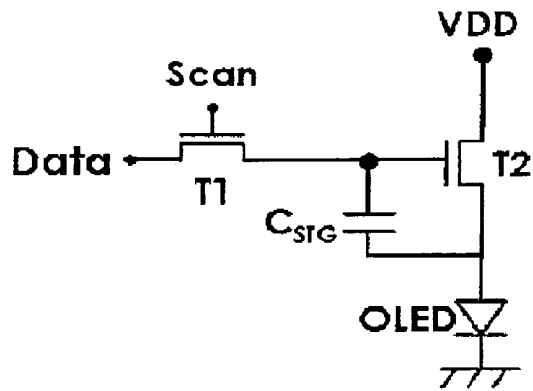 VDD
Scan
Data
T1
T2
CSTG
OLED